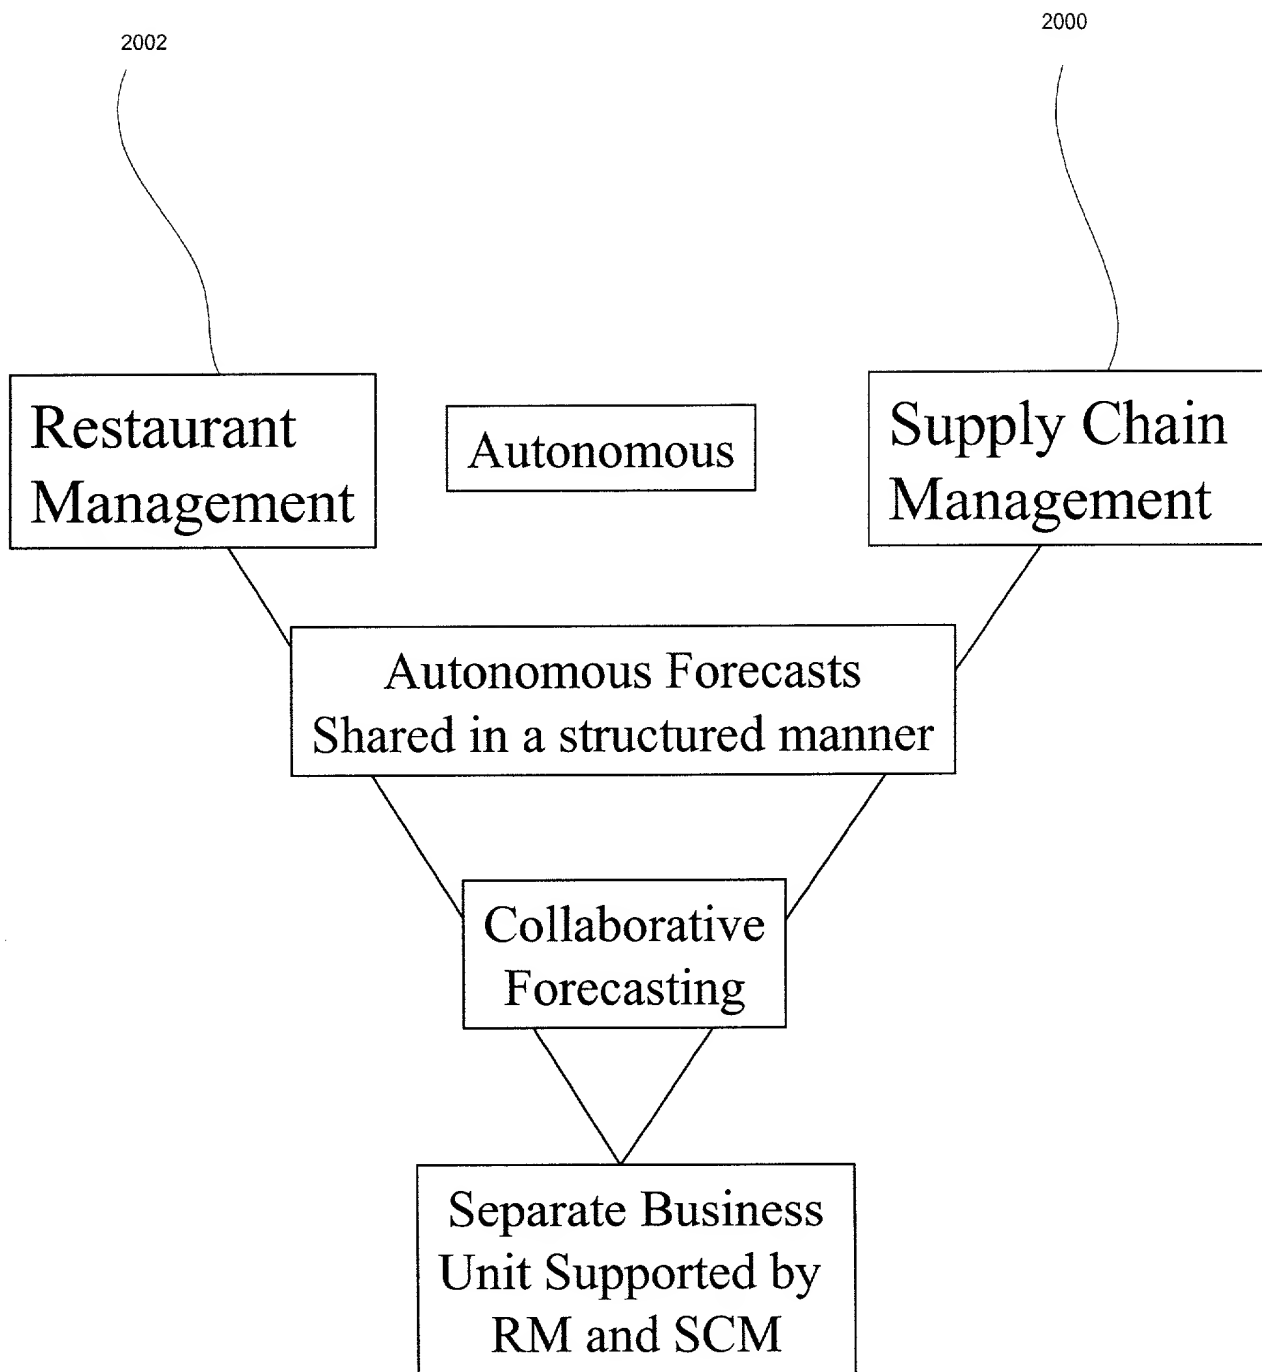 2002
2000
Restaurant
Management
Autonomous
Supply Chain
Management
Autonomous Forecasts
Shared in a structured manner
Collaborative
Forecasting
Separate Business
Unit Supported by
RM and SCM